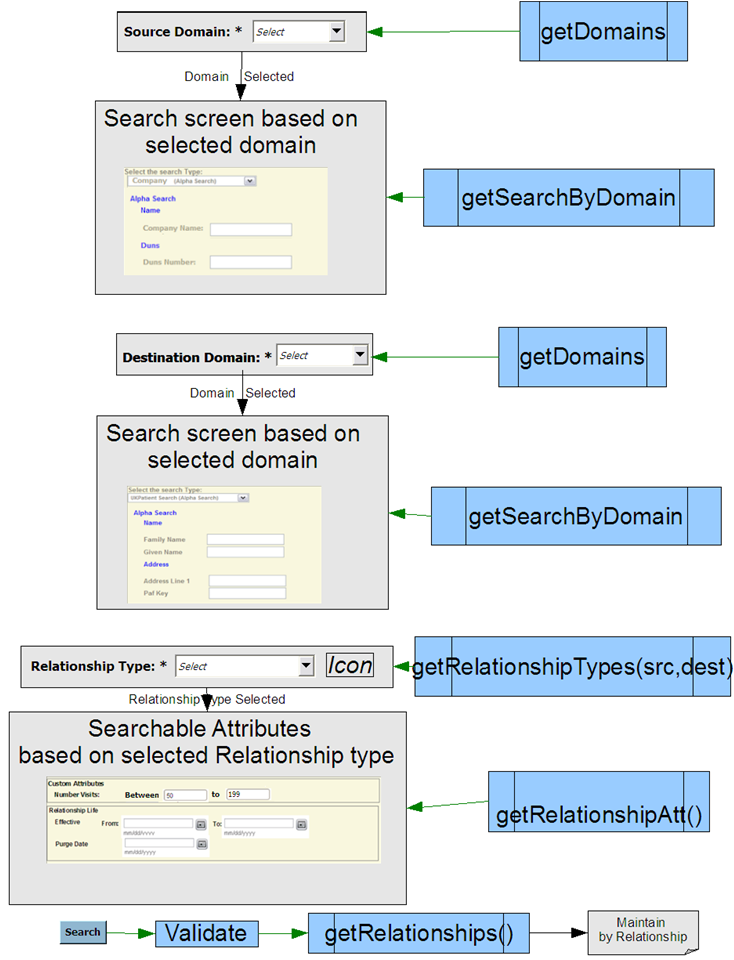 Source Domain: * Select
getDomains
Domain Selected
Search screen based on
selected domain
Select the search Type:
Company (Alpha Search)
Alpha Search
Name
Company Name:
Duns
Duns Number:
getSearchByDomain
Destination Domain: * Select
getDomains
Domain Selected
Search screen based on
selected domain
Select the search Type:
UKPatient Search (Alpha Search)
Alpha Search
Name
Family Name
Given Name
Address
Address Line 1
Paf Key
getSearchByDomain
Relationship Type: * Select Icon
getRelationshipTypes(src,dest)
Relationship Type Selected
Searchable Attributes
based on selected Relationship type
Custom Attributes
Number Visits: Between 50 to 199
Relationship Life
Effective From: To:
mm/dd/yyyy mm/dd/yyyy
Purge Date
mm/dd/yyyy
getRelationshipAtt()
Search
Validate
getRelationships()
Maintain
by Relationship